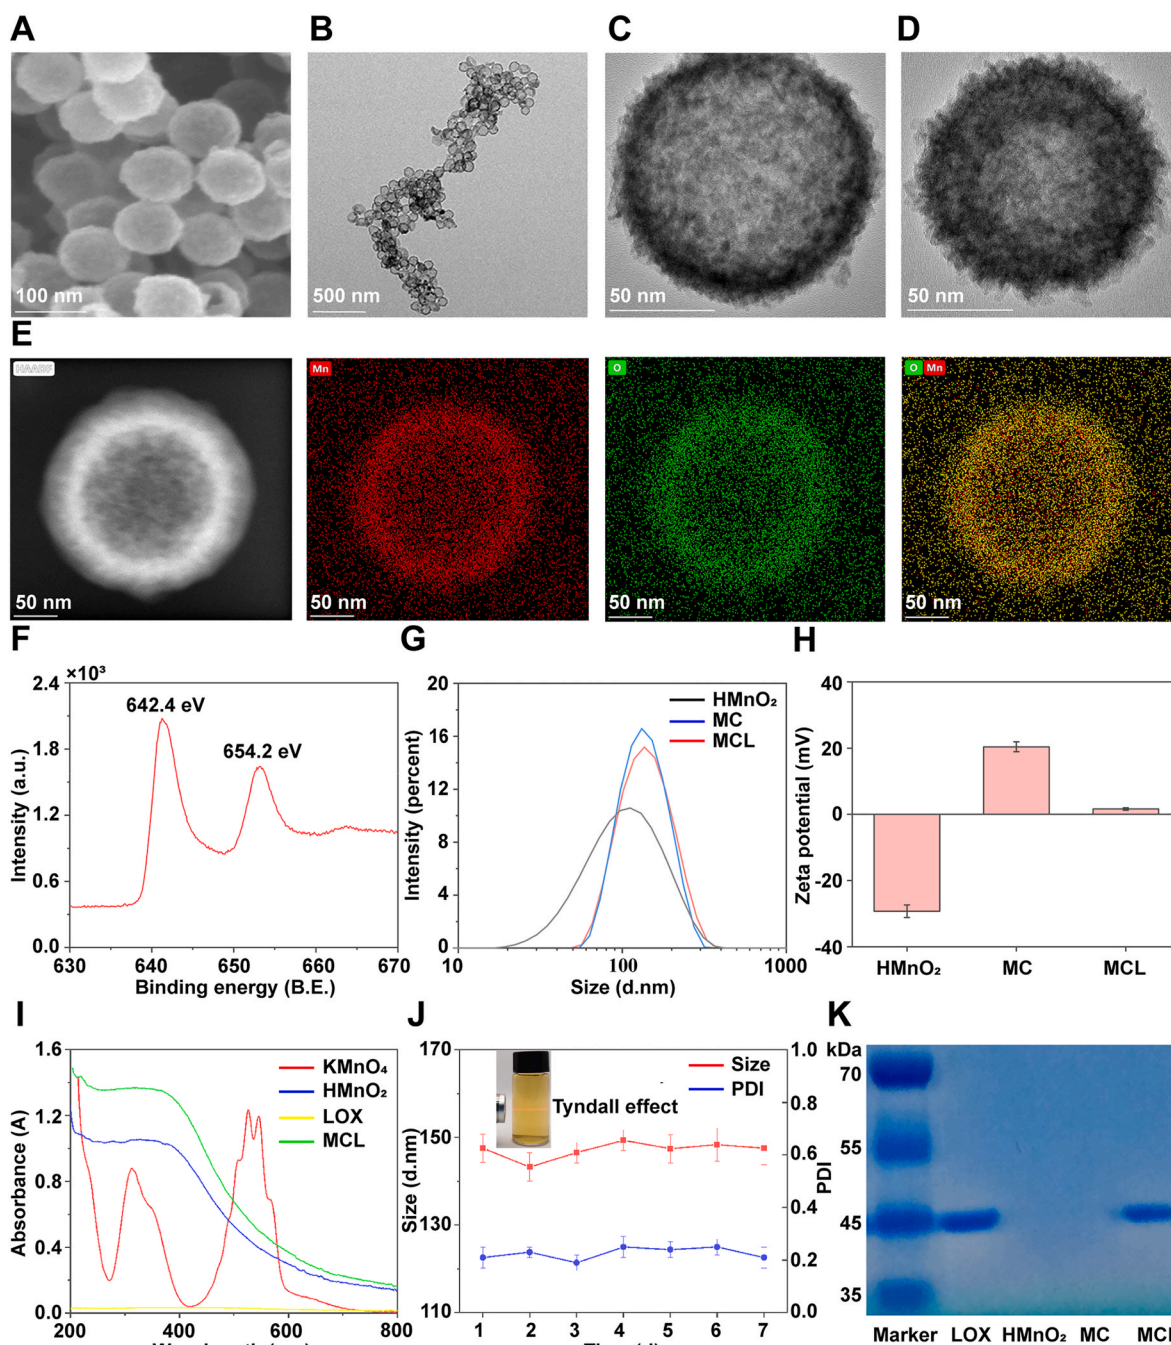 A
B
C
D
100 nm
500 nm
50 nm
50 nm
E
HAADF
Mn
O
O Mn
50 nm
50 nm
50 nm
50 nm
F
G
H
×10³
2.4
1.8
1.2
0.6
0.0
642.4 eV
654.2 eV
Intensity (a.u.)
630
640
650
660
670
Binding energy (B.E.)
20
16
12
8
4
0
HMnO₂
MC
MCL
Intensity (percent)
10
100
1000
Size (d.nm)
40
20
0
-20
-40
Zeta potential (mV)
HMnO₂
MC
MCL
I
J
K
1.6
1.2
0.8
0.4
0.0
KMnO₄
HMnO₂
LOX
MCL
Absorbance (A)
200
400
600
800
170
150
130
110
Size (d.nm)
Tyndall effect
Size
PDI
1.0
0.8
0.6
0.4
0.2
0.0
PDI
1
2
3
4
5
6
7
kDa
70
55
45
35
Marker
LOX
HMnO₂
MC